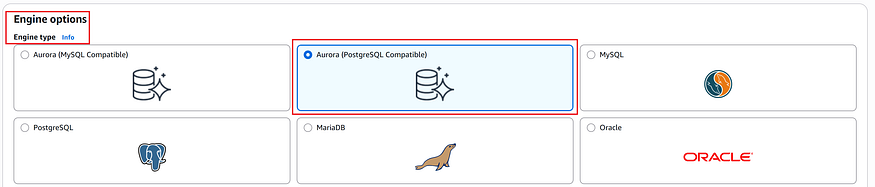 Engine options
Engine type Info
Aurora (MySQL Compatible)
Aurora (PostgreSQL Compatible)
MySQL
PostgreSQL
MariaDB
Oracle
ORACLE